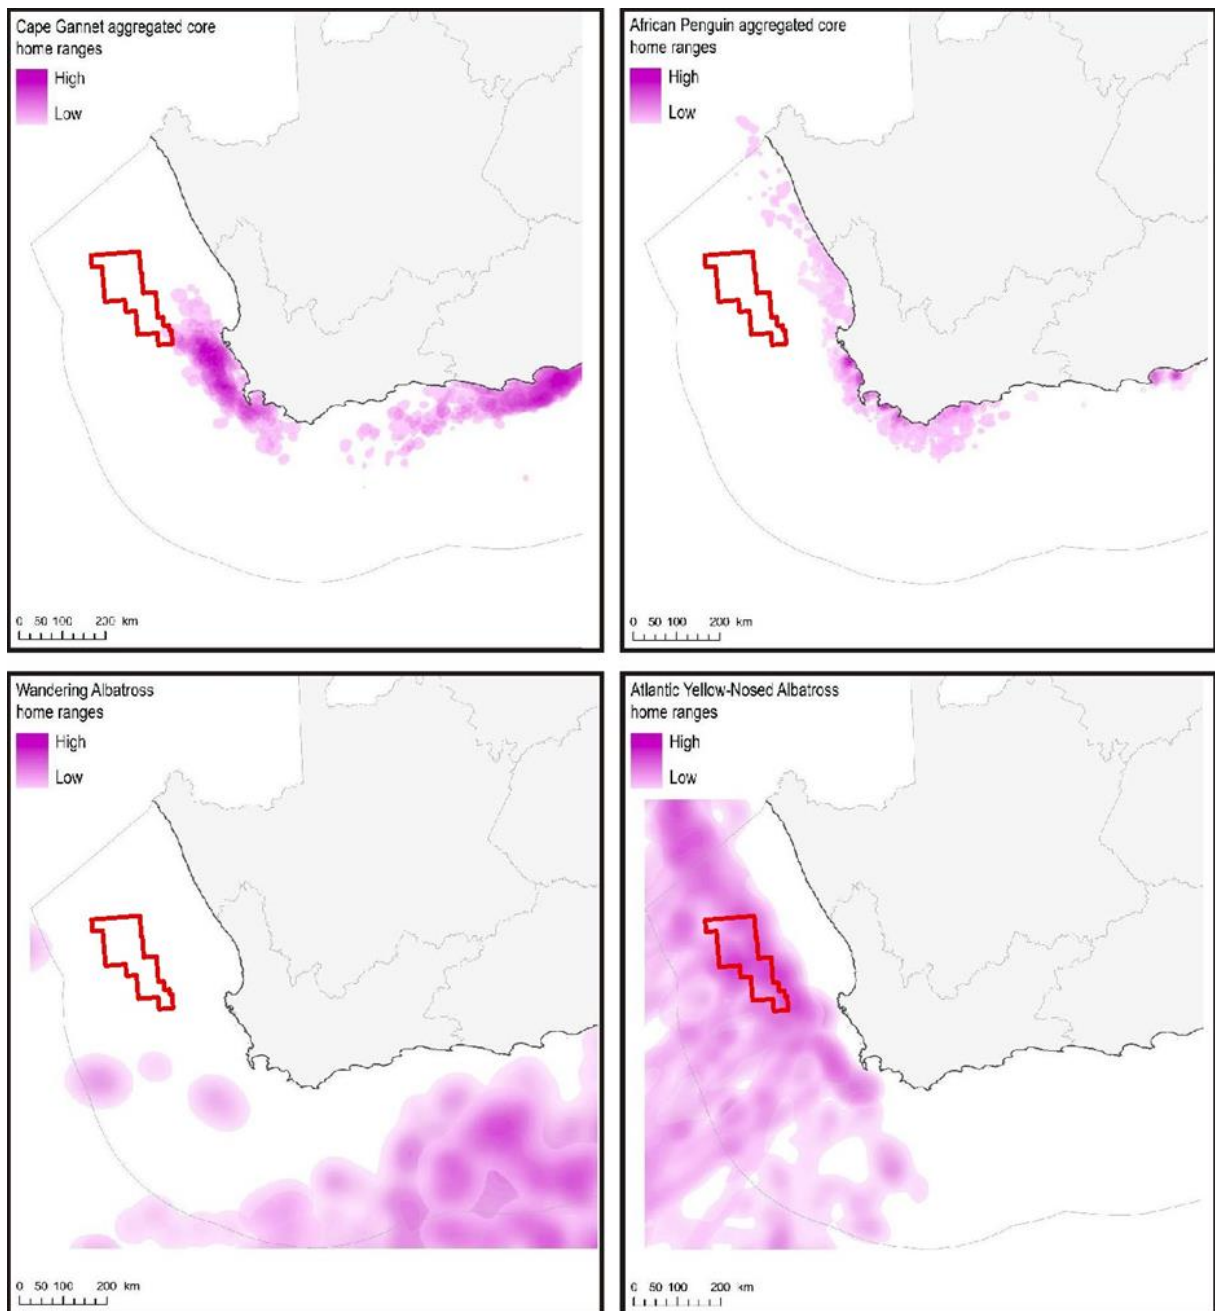 Cape Gannet aggregated core
home ranges
High
Low
0 50 100 200 km
African Penguin aggregated core
home ranges
High
Low
0 50 100 200 km
Wandering Albatross
home ranges
High
Low
0 50 100 200 km
Atlantic Yellow-Nosed Albatross
home ranges
High
Low
0 50 100 200 km